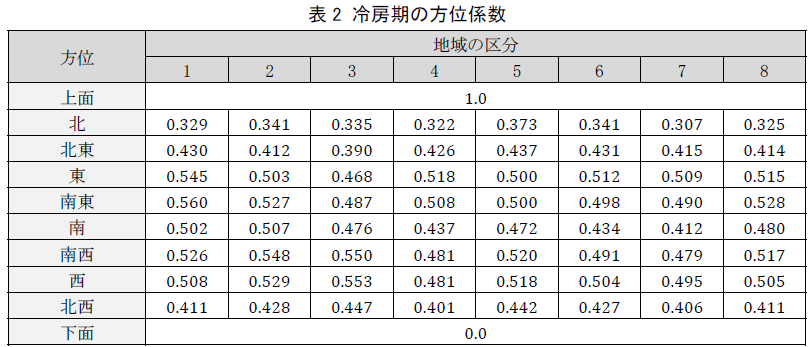 表 2 冷房期の方位係数
方位 地域の区分
1 2 3 4 5 6 7 8
上面 1.0
北 0.329 0.341 0.335 0.322 0.373 0.341 0.307 0.325
北東 0.430 0.412 0.390 0.426 0.437 0.431 0.415 0.414
東 0.545 0.503 0.468 0.518 0.500 0.512 0.509 0.515
南東 0.560 0.527 0.487 0.508 0.500 0.498 0.490 0.528
南 0.502 0.507 0.476 0.437 0.472 0.434 0.412 0.480
南西 0.526 0.548 0.550 0.481 0.520 0.491 0.479 0.517
西 0.508 0.529 0.553 0.481 0.518 0.504 0.495 0.505
北西 0.411 0.428 0.447 0.401 0.442 0.427 0.406 0.411
下面 0.0